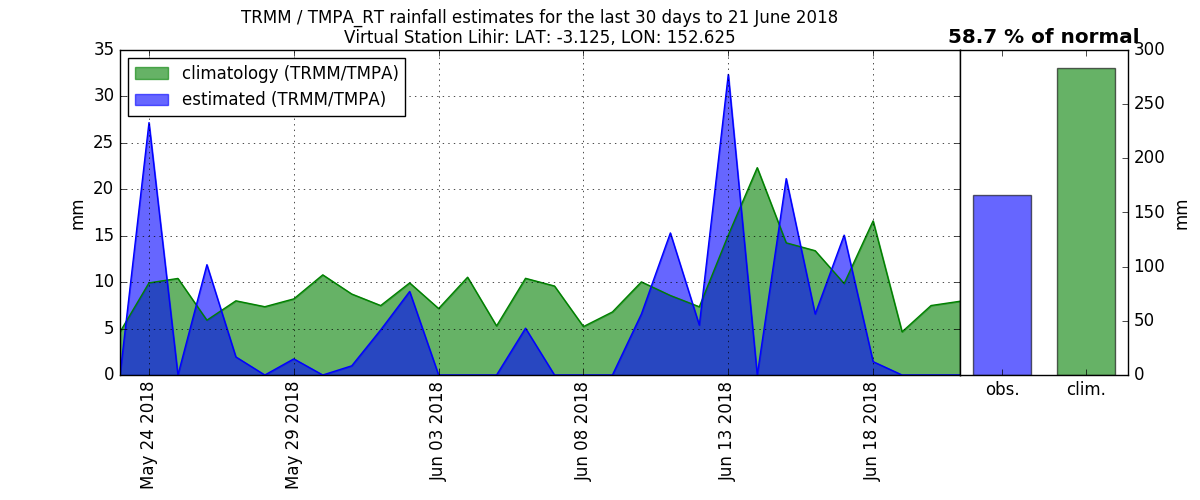 TRMM / TMPA_RT rainfall estimates for the last 30 days to 21 June 2018
Virtual Station Lihir: LAT: -3.125, LON: 152.625
58.7 % of normal
climatology (TRMM/TMPA)
estimated (TRMM/TMPA)
35
30
25
20
15
10
5
0
mm
May 24 2018
May 29 2018
Jun 03 2018
Jun 08 2018
Jun 13 2018
Jun 18 2018
300
250
200
150
100
50
0
mm
obs.
clim.